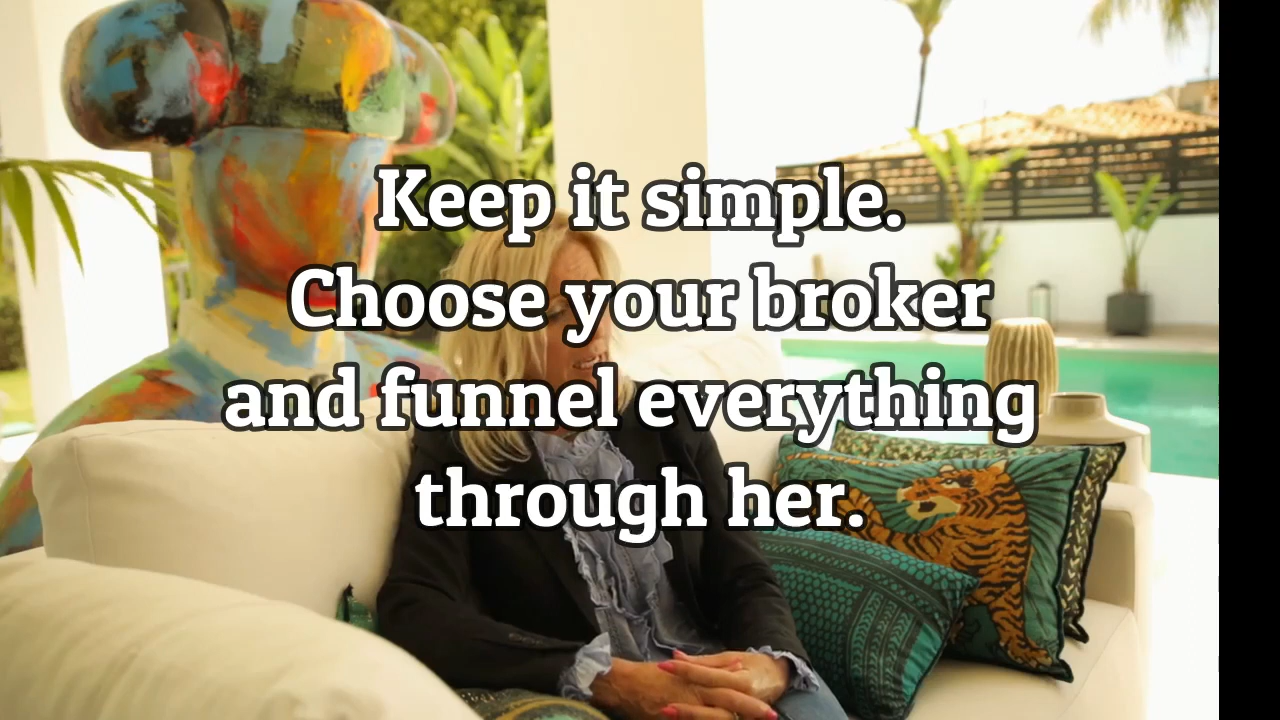 Keep it simple.
Choose your broker
and funnel everything
through her.